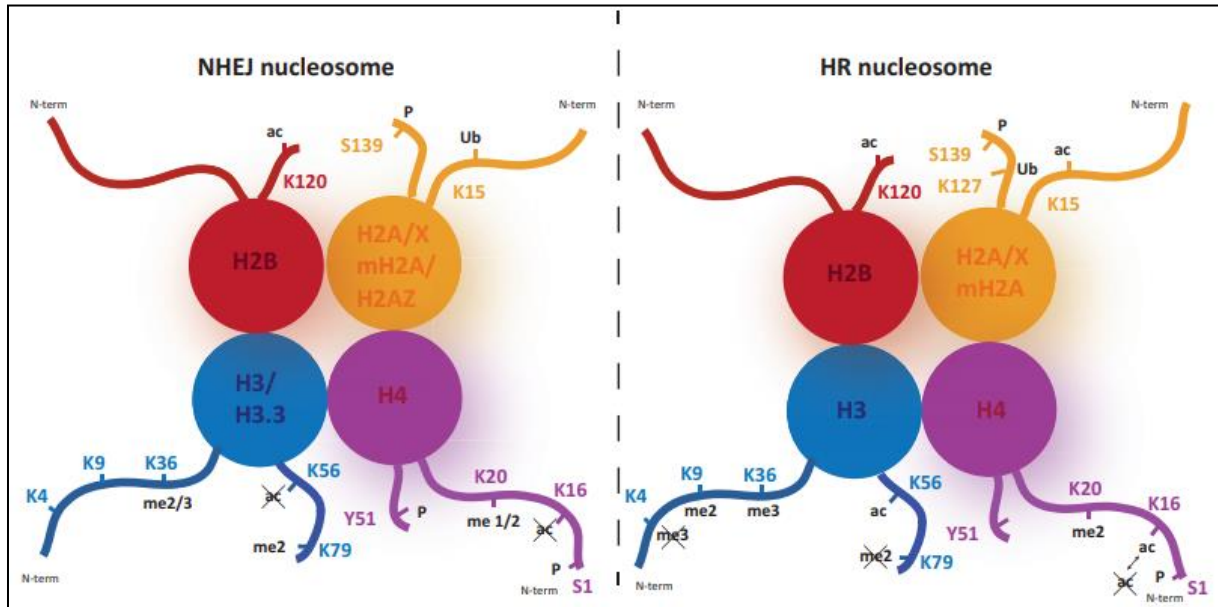 NHEJ nucleosome
N-term
N-term
ac
P
S139
Ub
K120
K15
H2B
H2A/X
mH2A/
H2AZ
H3/
H3.3
H4
K9
K36
K4
me2/3
K56
ac
me2
K79
Y51
P
K20
me 1/2
K16
ac
P
S1
N-term
N-term
HR nucleosome
N-term
N-term
ac
P
S139
Ub
K127
ac
K120
K15
H2B
H2A/X
mH2A
H3
H4
K9
K36
K4
me3
me2
me3
K56
ac
me2
K79
Y51
K20
me2
K16
ac
ac
P
S1
N-term
N-term